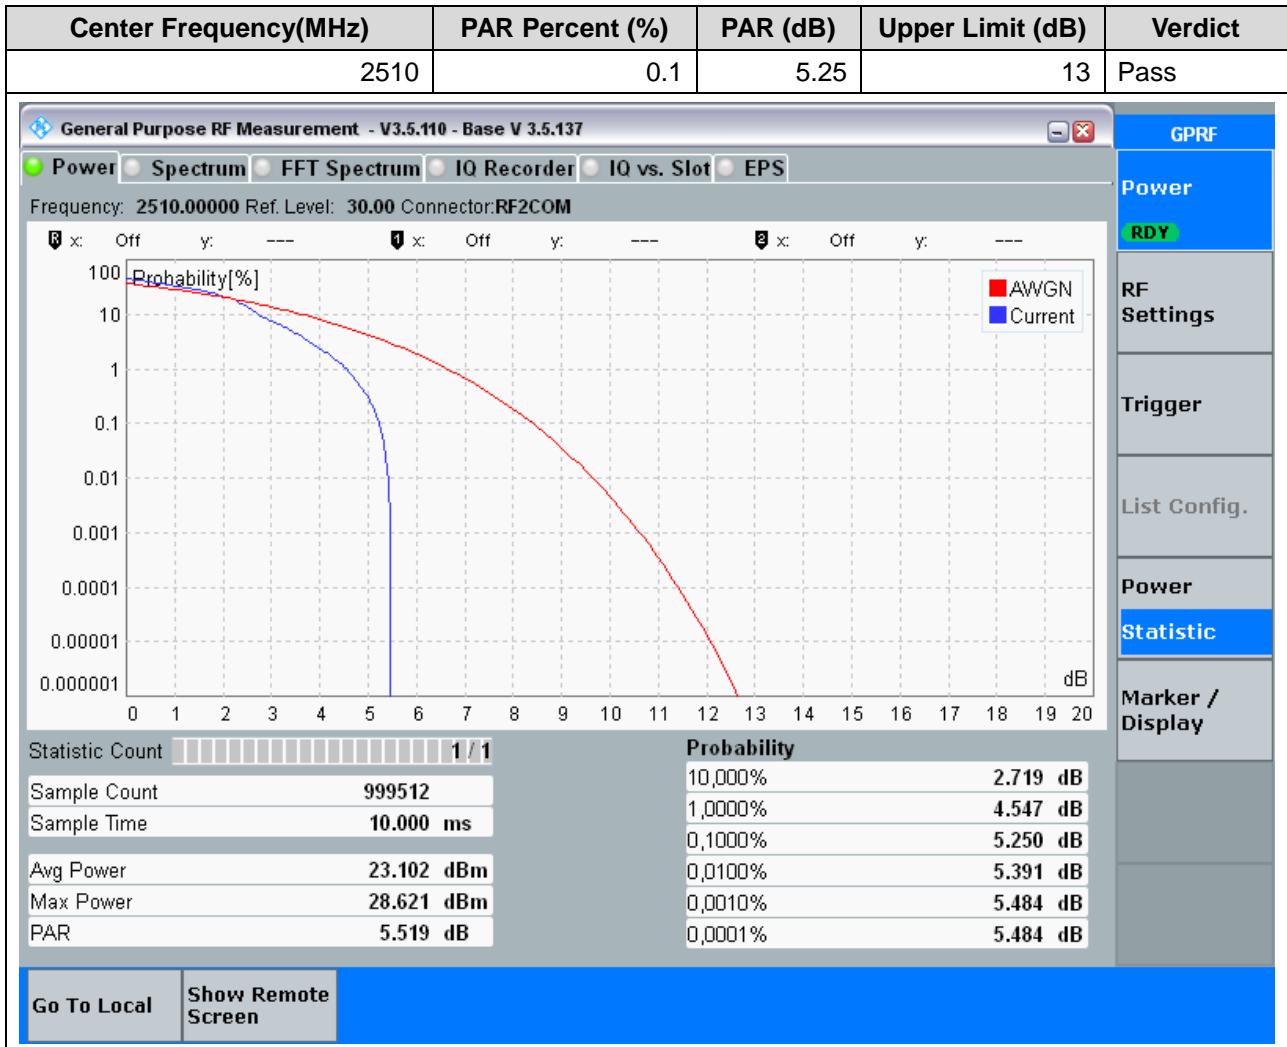 Center Frequency(MHz) PAR Percent (%) PAR (dB) Upper Limit (dB) Verdict
2510 0.1 5.25 13 Pass
General Purpose RF Measurement - V3.5.110 - Base V 3.5.137
GPRF
Power Spectrum FFT Spectrum IQ Recorder IQ vs. Slot EPS
Frequency: 2510.00000 Ref. Level: 30.00 Connector:RF2COM
R x: Off y: --- 1 x: Off y: --- 2 x: Off y: ---
Probability[%]
AWGN
Current
100
10
1
0.1
0.01
0.001
0.0001
0.00001
0.000001
dB
0 1 2 3 4 5 6 7 8 9 10 11 12 13 14 15 16 17 18 19 20
Statistic Count 1 / 1
Sample Count 999512
Sample Time 10.000 ms
Avg Power 23.102 dBm
Max Power 28.621 dBm
PAR 5.519 dB
Probability
10,000% 2.719 dB
1,0000% 4.547 dB
0,1000% 5.250 dB
0,0100% 5.391 dB
0,0010% 5.484 dB
0,0001% 5.484 dB
Power
RDY
RF
Settings
Trigger
List Config.
Power
Statistic
Marker /
Display
Go To Local
Show Remote
Screen